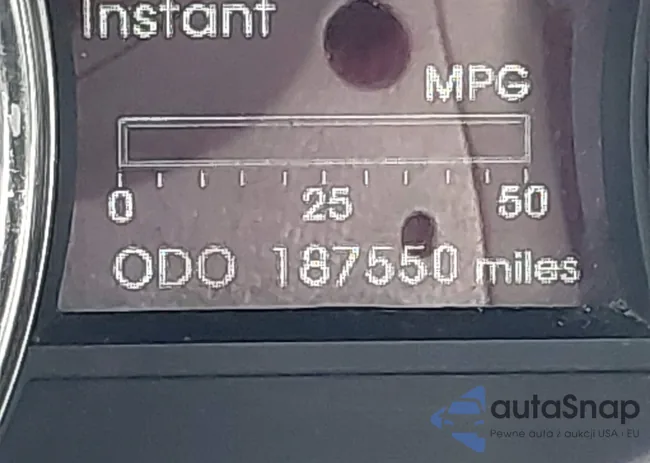 Instant
MPG
0 25 50
ODO 187550 miles
autaSnap
Pewne auta z aukcji USA - EU